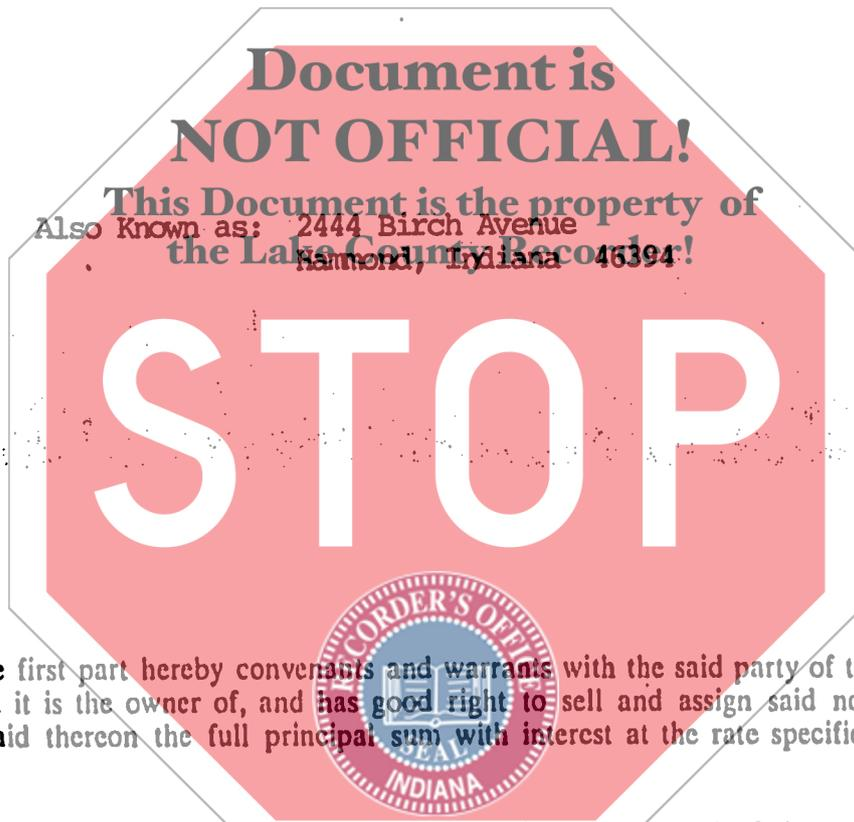 Document is
NOT OFFICIAL!
This Document is the property of
Also Known as: 2444 Birch Avenue
the Lake County Recorder!
Hammond, Indiana 46394
STOP
RECORDER'S OFFICE
first part hereby convenants and warrants with the said party of t
it is the owner of, and has good right to sell and assign said no
aid thereon the full principal sum with interest at the rate specifie
SEAL
INDIANA